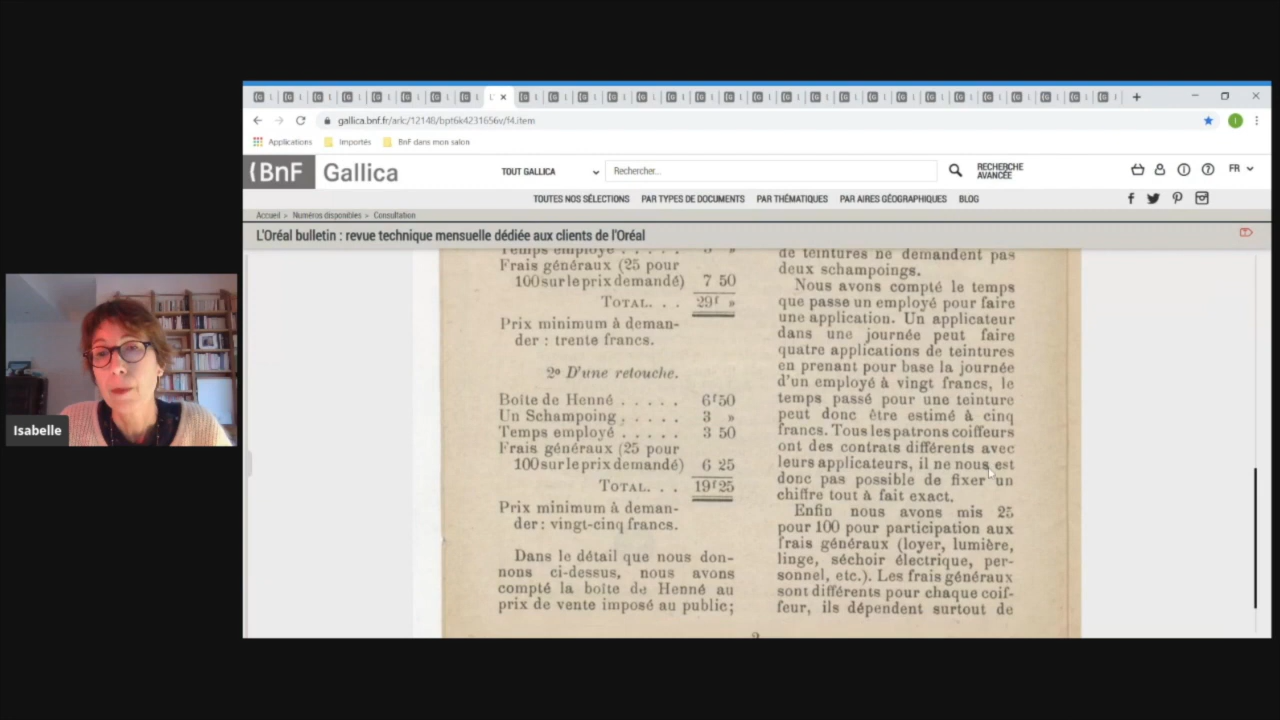 gallica.bnf.fr/ark:/12148/bpt6k4231656v/f4.item
Applications Importés BnF dans mon salon
BnF Gallica
TOUT GALLICA Rechercher... RECHERCHE AVANCÉE FR
TOUTES NOS SÉLECTIONS PAR TYPES DE DOCUMENTS PAR THÉMATIQUES PAR AIRES GÉOGRAPHIQUES BLOG
Accueil > Numéros disponibles > Consultation
L'Oréal bulletin : revue technique mensuelle dédiée aux clients de l'Oréal
Temps employé . . . . . 5 »
Frais généraux (25 pour
100 sur le prix demandé) 7 50
TOTAL. . . 29f »
Prix minimum à deman-
der : trente francs.
2º D'une retouche.
Boîte de Henné . . . . . 6f50
Un Schampoing . . . . . 3 »
Temps employé . . . . . 3 50
Frais généraux (25 pour
100 sur le prix demandé) 6 25
TOTAL. . . 19f25
Prix minimum à deman-
der : vingt-cinq francs.
Dans le détail que nous don-
nons ci-dessus, nous avons
compté la boîte de Henné au
prix de vente imposé au public;
de teintures ne demandent pas
deux schampoings.
Nous avons compté le temps
que passe un employé pour faire
une application. Un applicateur
dans une journée peut faire
quatre applications de teintures
en prenant pour base la journée
d'un employé à vingt francs, le
temps passé pour une teinture
peut donc être estimé à cinq
francs. Tous les patrons coiffeurs
ont des contrats différents avec
leurs applicateurs, il ne nous est
donc pas possible de fixer un
chiffre tout à fait exact.
Enfin nous avons mis 25
pour 100 pour participation aux
frais généraux (loyer, lumière,
linge, séchoir électrique, per-
sonnel, etc.). Les frais généraux
sont différents pour chaque coif-
feur, ils dépendent surtout de
Isabelle